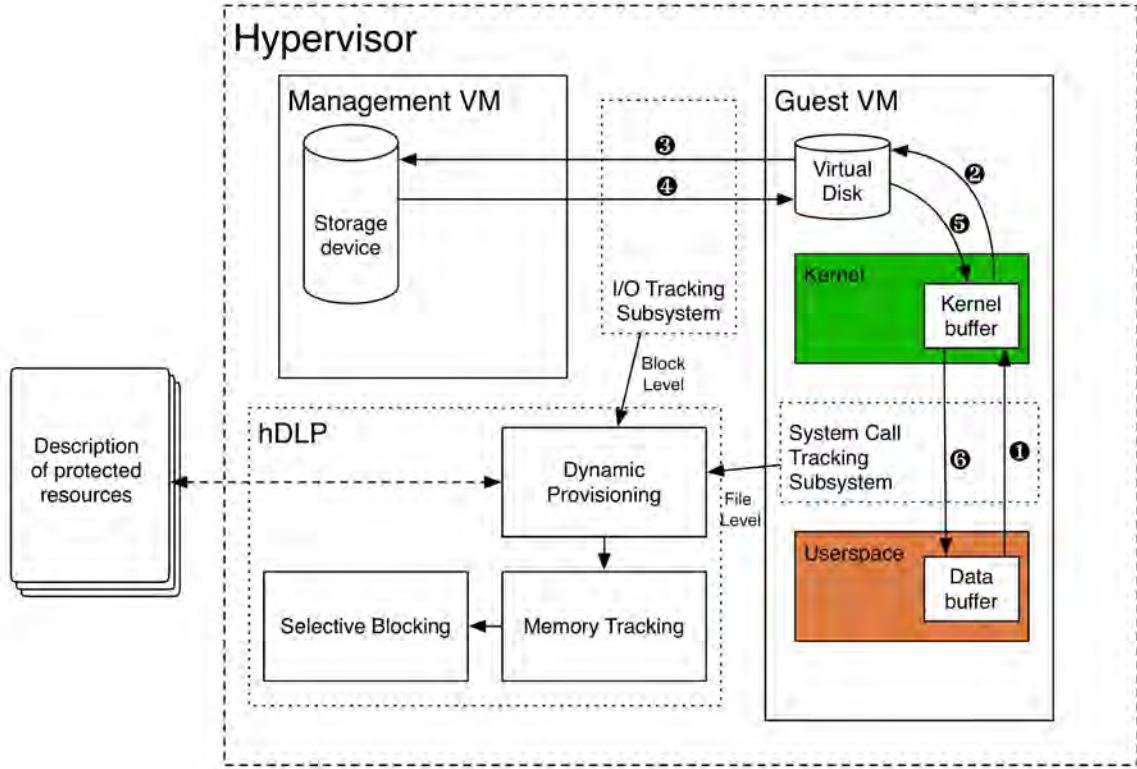 Hypervisor
Management VM
Guest VM
❸
❷
Virtual
Disk
❹
Storage
device
❺
Kernel
I/O Tracking
Subsystem
Kernel
buffer
Block
Level
Description
of protected
resources
hDLP
Dynamic
Provisioning
System Call
Tracking
Subsystem
❻
❶
File
Level
Userspace
Data
buffer
Selective Blocking
Memory Tracking